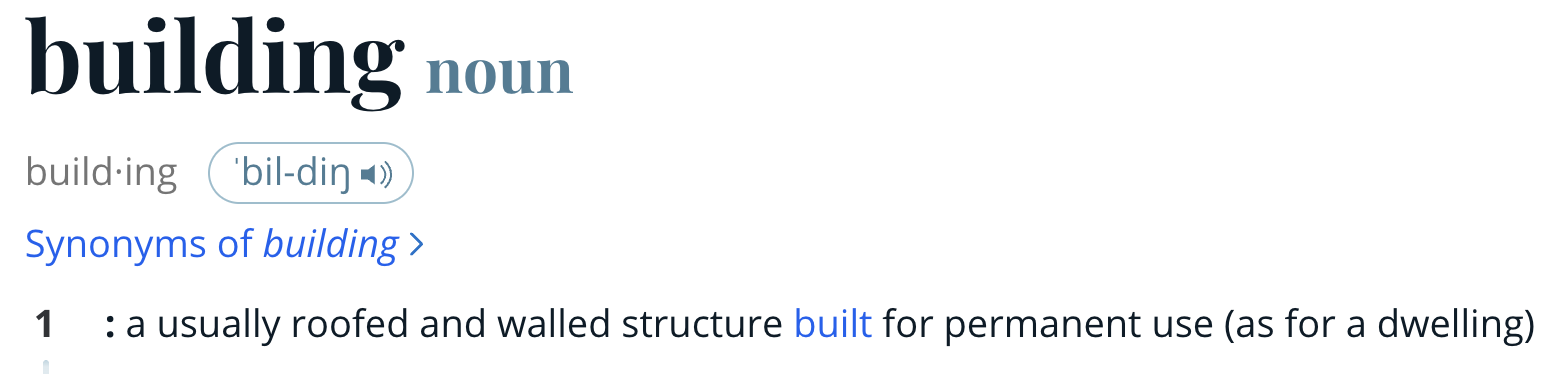 building noun
build·ing ˈbil-diŋ
Synonyms of building
1 : a usually roofed and walled structure built for permanent use (as for a dwelling)